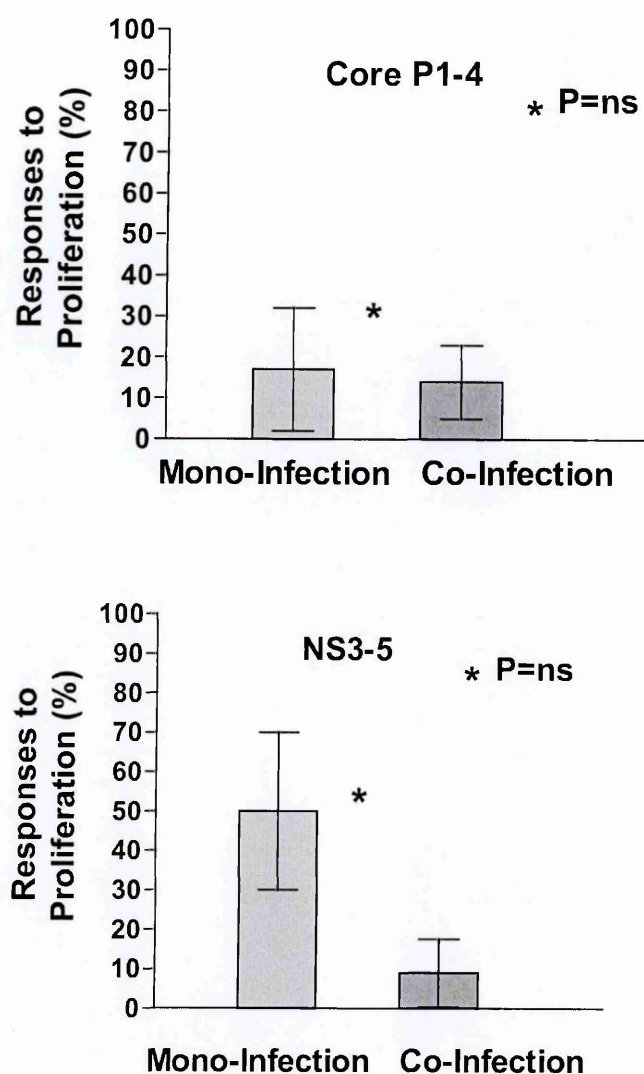 Responses to
Proliferation (%)
100
90
80
70
60
50
40
30
20
10
0
Core P1-4
* P=ns
*
Mono-Infection Co-Infection
Responses to
Proliferation (%)
100
90
80
70
60
50
40
30
20
10
0
NS3-5
* P=ns
*
Mono-Infection Co-Infection